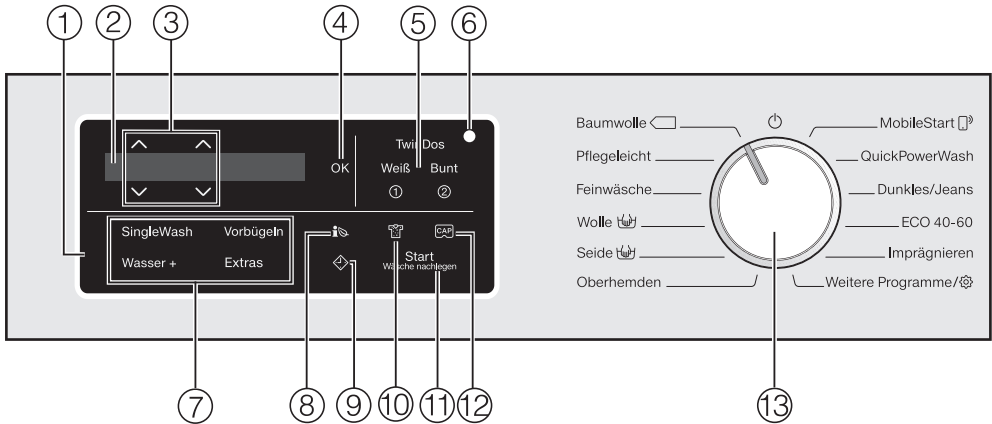 ① ② ③ ④ ⑤ ⑥
TwinDos
OK
Weiß Bunt
① ②
SingleWash Vorbügeln
Wasser + Extras
CAP
Start
Wäsche nachlegen
Baumwolle
Pflegeleicht
Feinwäsche
Wolle
Seide
Oberhemden
MobileStart
QuickPowerWash
Dunkles/Jeans
ECO 40-60
Imprägnieren
Weitere Programme/
⑦ ⑧ ⑨ ⑩ ⑪ ⑫ ⑬